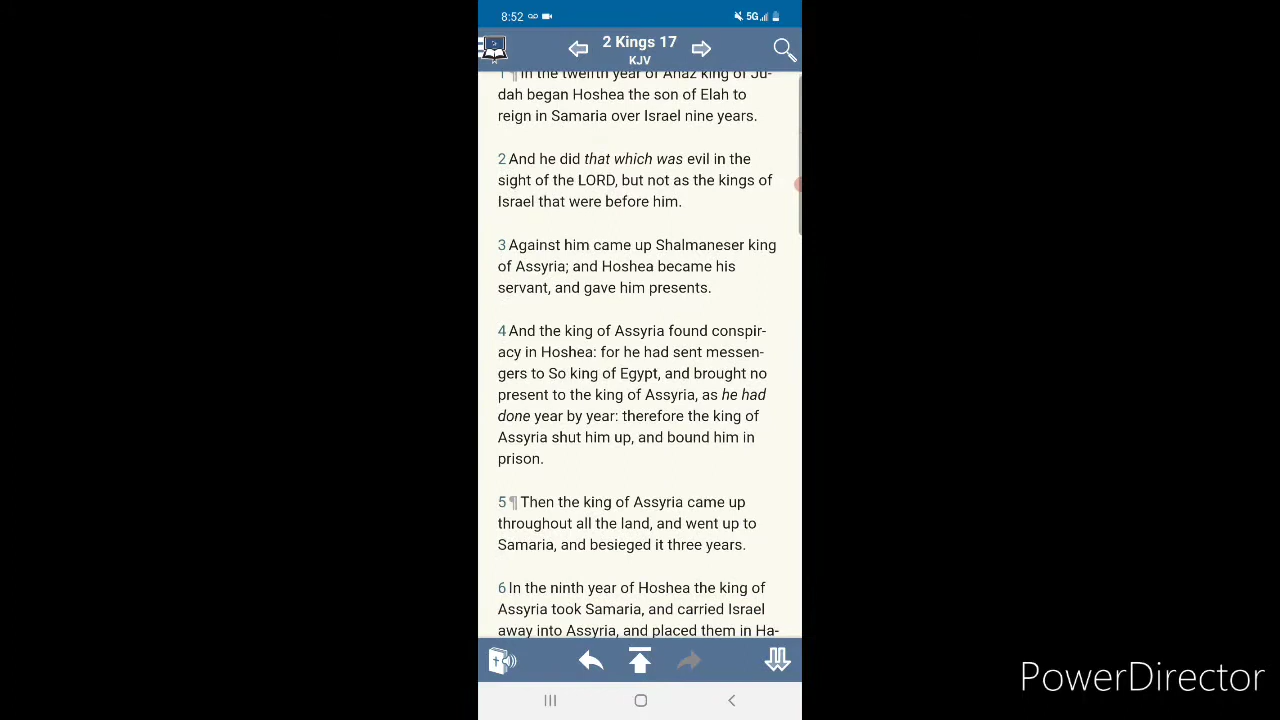 8:52 5G
2 Kings 17
KJV
1 ¶ In the twelfth year of Ahaz king of Ju-
dah began Hoshea the son of Elah to
reign in Samaria over Israel nine years.
2 And he did that which was evil in the
sight of the LORD, but not as the kings of
Israel that were before him.
3 Against him came up Shalmaneser king
of Assyria; and Hoshea became his
servant, and gave him presents.
4 And the king of Assyria found conspir-
acy in Hoshea: for he had sent messen-
gers to So king of Egypt, and brought no
present to the king of Assyria, as he had
done year by year: therefore the king of
Assyria shut him up, and bound him in
prison.
5 ¶ Then the king of Assyria came up
throughout all the land, and went up to
Samaria, and besieged it three years.
6 In the ninth year of Hoshea the king of
Assyria took Samaria, and carried Israel
away into Assyria, and placed them in Ha-
PowerDirector